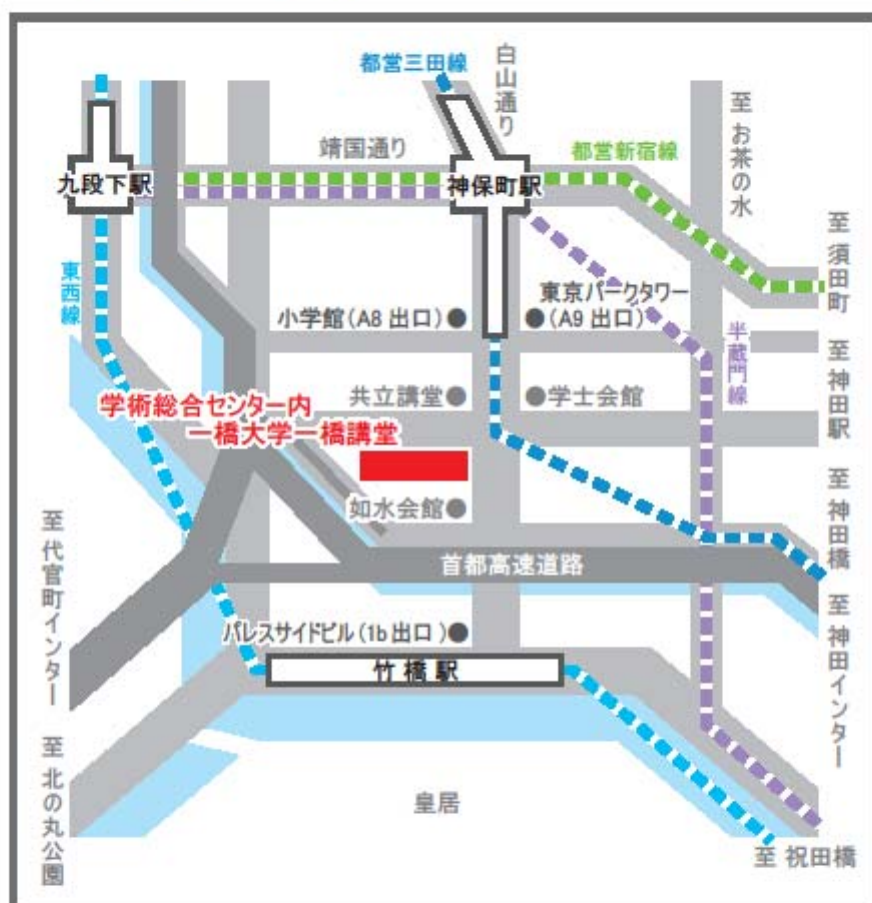 都営三田線
白山通り
至 お茶の水
靖国通り
都営新宿線
九段下駅
神保町駅
至 須田町
東西線
東京パークタワー
小学館(A8 出口)●
●(A9 出口)
半蔵門線
至 神田駅
共立講堂●
●学士会館
学術総合センター内
一橋大学一橋講堂
如水会館●
至 神田橋
至 代官町インター
首都高速道路
至 神田インター
パレスサイドビル(1b 出口)●
竹橋駅
至 北の丸公園
皇居
至 祝田橋